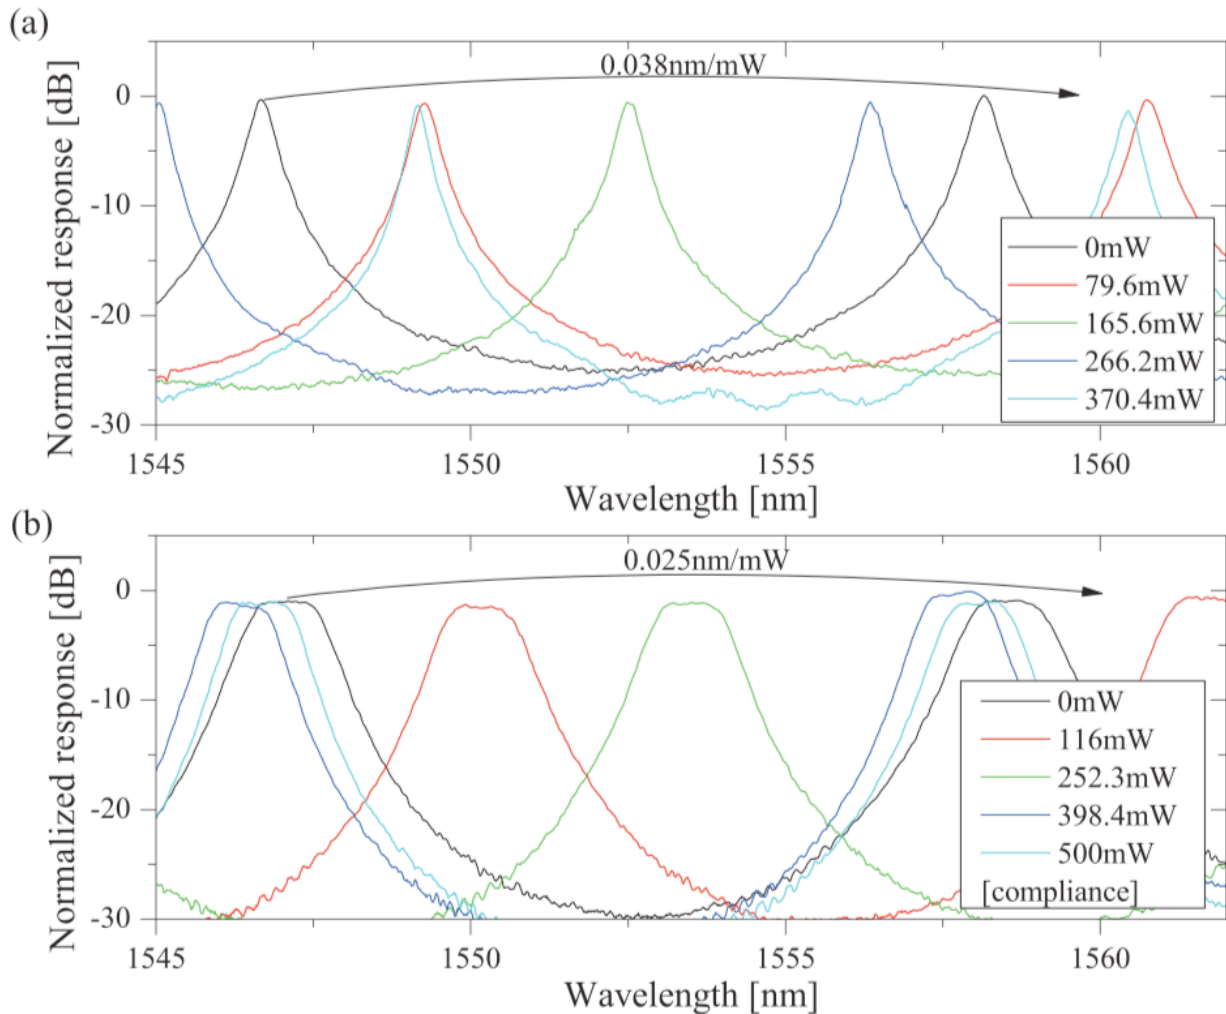 (a)
0.038nm/mW
Normalized response [dB]
0
-10
-20
-30
0mW
79.6mW
165.6mW
266.2mW
370.4mW
1545
1550
1555
1560
Wavelength [nm]
(b)
0.025nm/mW
Normalized response [dB]
0
-10
-20
-30
0mW
116mW
252.3mW
398.4mW
500mW
[compliance]
1545
1550
1555
1560
Wavelength [nm]